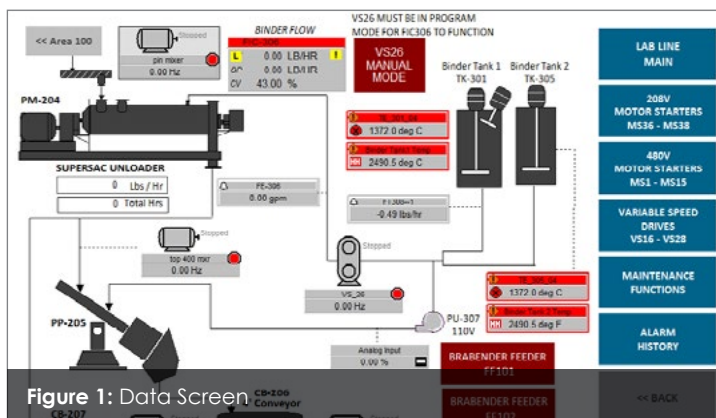 VS26 MUST BE IN PROGRAM
MODE FOR FIC306 TO FUNCTION
<< Area 100
Stopped
pin mixer
0.00 Hz
BINDER FLOW
FIC-306
L 0.00 LB/HR !
0.00 LB/HR
CV 43.00 %
VS26
MANUAL
MODE
Binder Tank 1
TK-301
Binder Tank 2
TK-305
PM-204
1372.0 deg C
Binder Tank 1 Temp
HH 2490.5 deg C
SUPERSAC UNLOADER
0 Lbs / Hr
0 Total Hrs
FE-306
0.00 gpm
-0.49 lbs/hr
Stopped
top 400 mxr
0.00 Hz
Stopped
VS_26
0.00 Hz
1372.0 deg C
Binder Tank 2 Temp
HH 2490.5 deg F
PP-205
PU-307
110V
Analog Input
0.00 %
BRABENDER FEEDER
FF101
BRABENDER FEEDER
FF102
CB-206
Conveyor
CB-207
Stopped
Stopped
LAB LINE
MAIN
208V
MOTOR STARTERS
MS36 - MS38
480V
MOTOR STARTERS
MS1 - MS15
VARIABLE SPEED
DRIVES
VS16 - VS28
MAINTENANCE
FUNCTIONS
ALARM
HISTORY
<< BACK
Figure 1: Data Screen